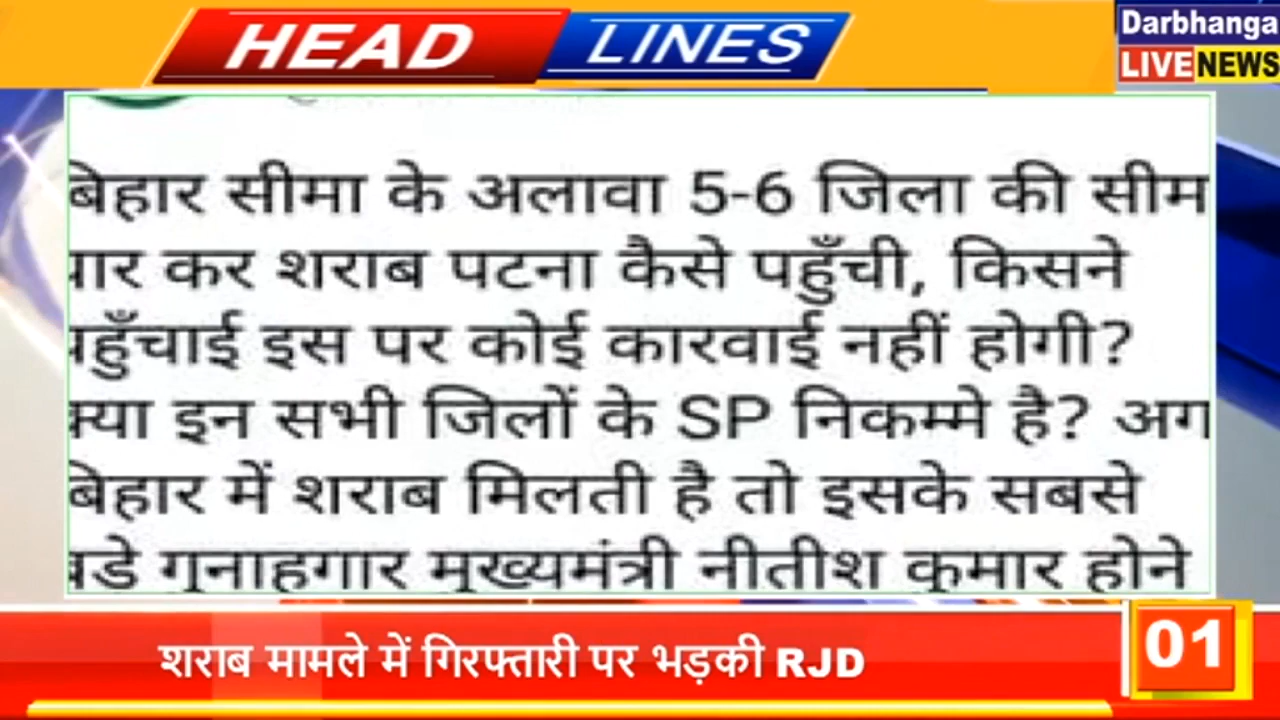 HEAD LINES
Darbhanga
LIVE NEWS
बिहार सीमा के अलावा 5-6 जिला की सीम
पार कर शराब पटना कैसे पहुँची, किसने
पहुँचाई इस पर कोई कारवाई नहीं होगी?
क्या इन सभी जिलों के SP निकम्मे है? अग
बिहार में शराब मिलती है तो इसके सबसे
बडे गुनाहगार मुख्यमंत्री नीतीश कुमार होने
शराब मामले में गिरफ्तारी पर भड़की RJD
01